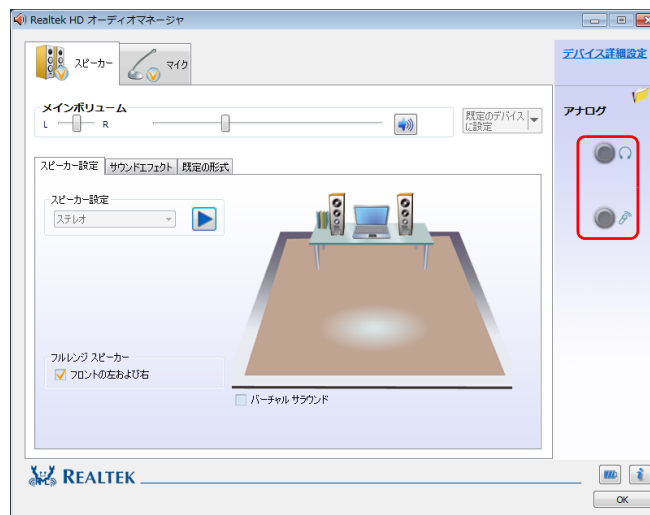 Realtek HD オーディオマネージャ
スピーカー
マイク
デバイス詳細設定
メインボリューム
L
R
既定のデバイス
に設定
アナログ
スピーカー設定
サウンドエフェクト
既定の形式
スピーカー設定
ステレオ
フルレンジ スピーカー
フロントの左および右
バーチャル サラウンド
REALTEK
OK